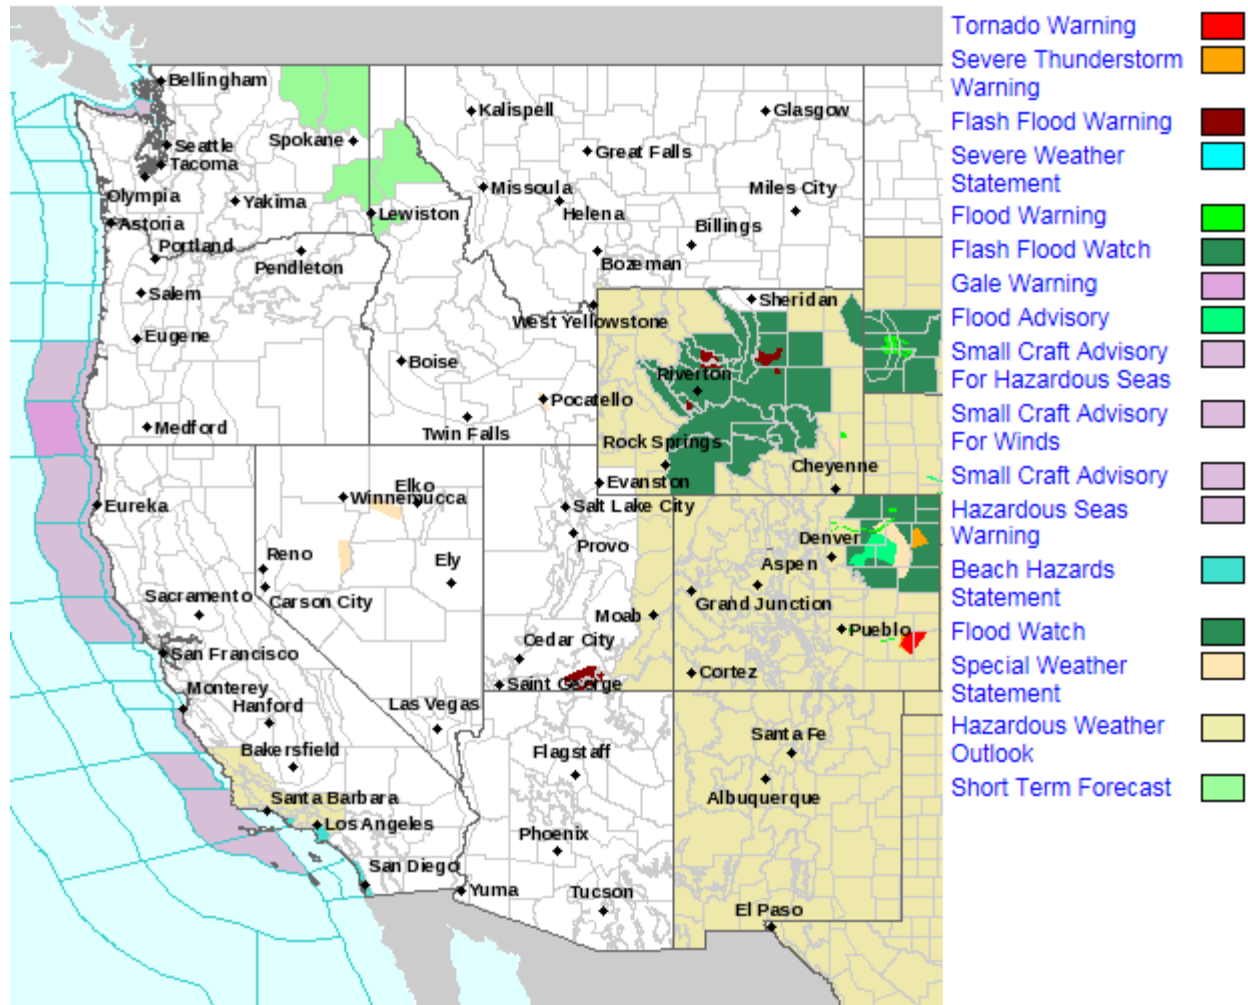 Bellingham
Kalispell
Glasgow
Seattle
Spokane
Great Falls
Tacoma
Missoula
Miles City
Olympia
Yakima
Lewiston
Helena
Astoria
Billings
Portland
Pendleton
Bozeman
Salem
Sheridan
West Yellowstone
Eugene
Boise
Riverton
Pocatello
Medford
Twin Falls
Rock Springs
Cheyenne
Evanston
Elko
Winnemucca
Eureka
Salt Lake City
Provo
Denver
Reno
Ely
Aspen
Sacramento
Carson City
Grand Junction
Moab
Pueblo
Cedar City
San Francisco
Cortez
Saint George
Monterey
Hanford
Las Vegas
Santa Fe
Bakersfield
Flagstaff
Albuquerque
Santa Barbara
Los Angeles
Phoenix
San Diego
Yuma
Tucson
El Paso
Tornado Warning
Severe Thunderstorm
Warning
Flash Flood Warning
Severe Weather
Statement
Flood Warning
Flash Flood Watch
Gale Warning
Flood Advisory
Small Craft Advisory
For Hazardous Seas
Small Craft Advisory
For Winds
Small Craft Advisory
Hazardous Seas
Warning
Beach Hazards
Statement
Flood Watch
Special Weather
Statement
Hazardous Weather
Outlook
Short Term Forecast